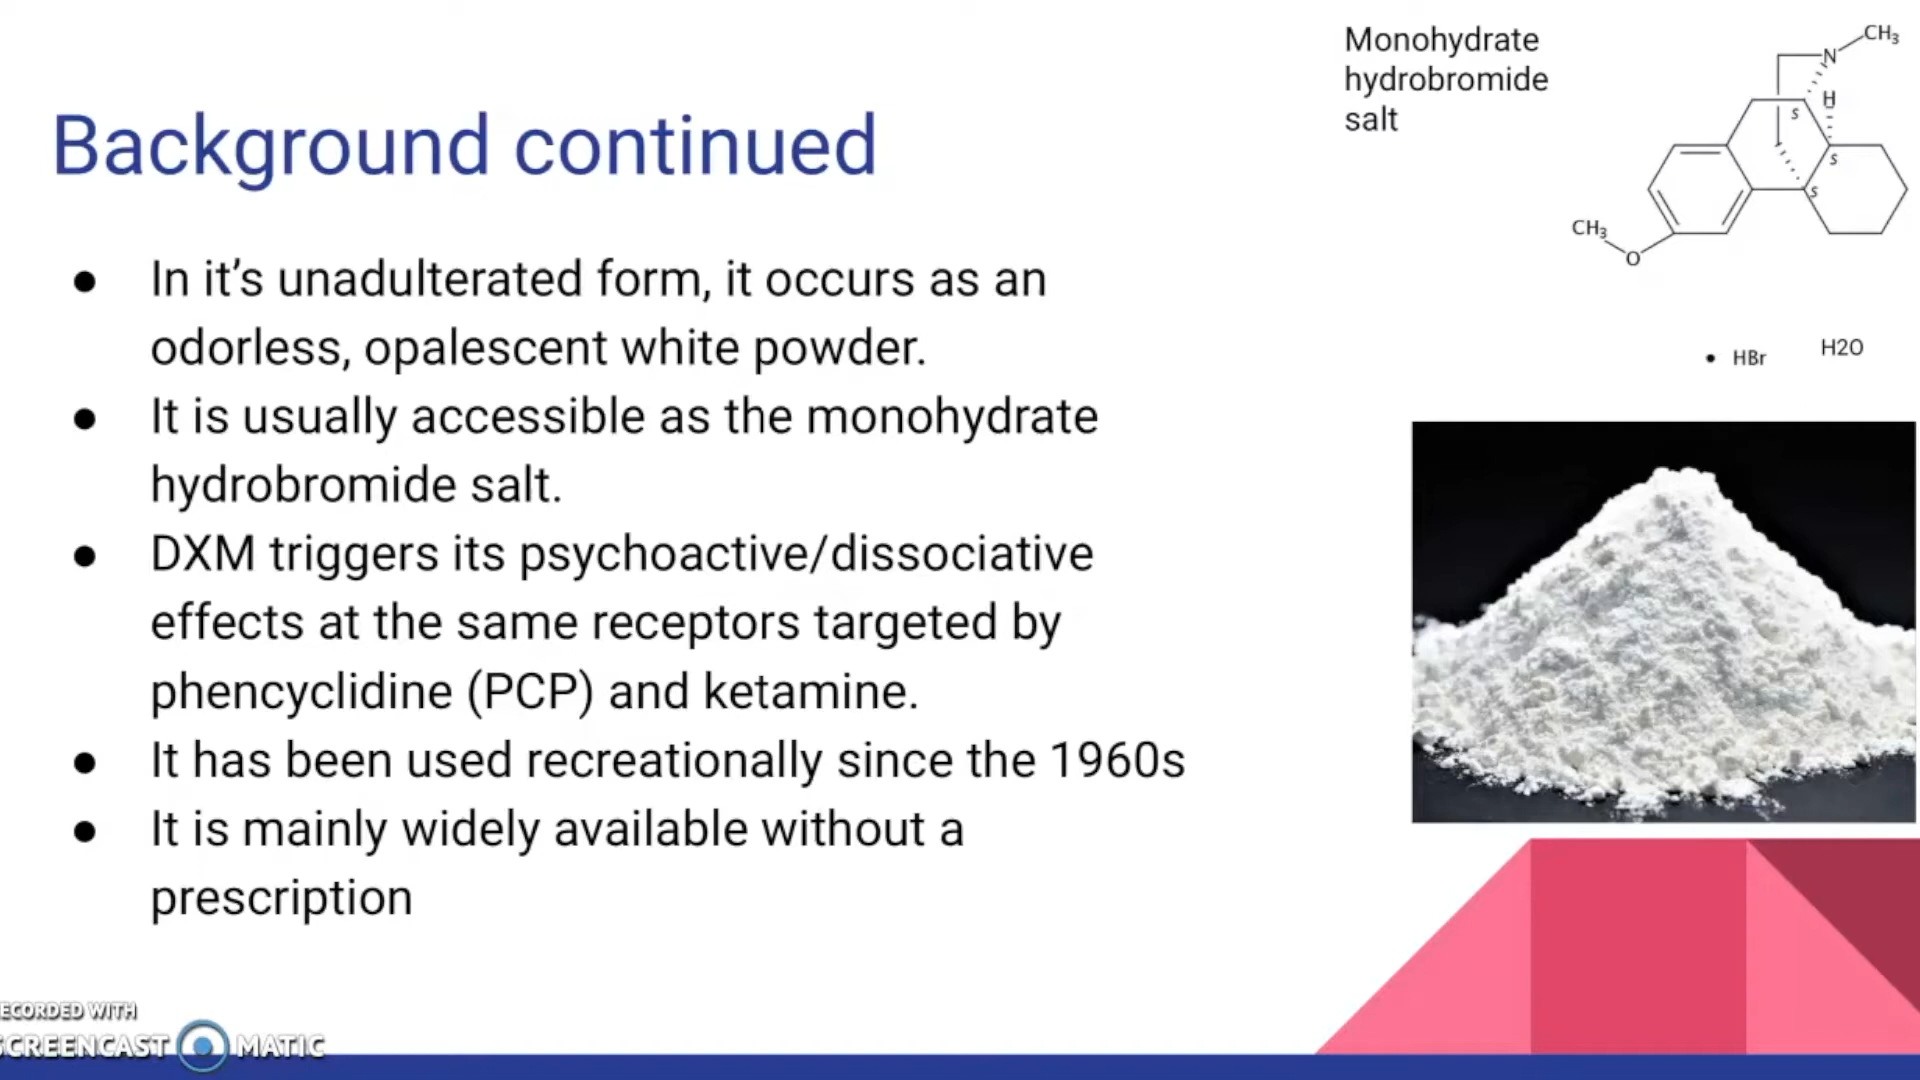 Monohydrate
hydrobromide
salt
CH3
N
H
s
s
s
CH3
O
• HBr
H2O
Background continued
● In it’s unadulterated form, it occurs as an
odorless, opalescent white powder.
● It is usually accessible as the monohydrate
hydrobromide salt.
● DXM triggers its psychoactive/dissociative
effects at the same receptors targeted by
phencyclidine (PCP) and ketamine.
● It has been used recreationally since the 1960s
● It is mainly widely available without a
prescription
ECORDED WITH
SCREENCAST MATIC